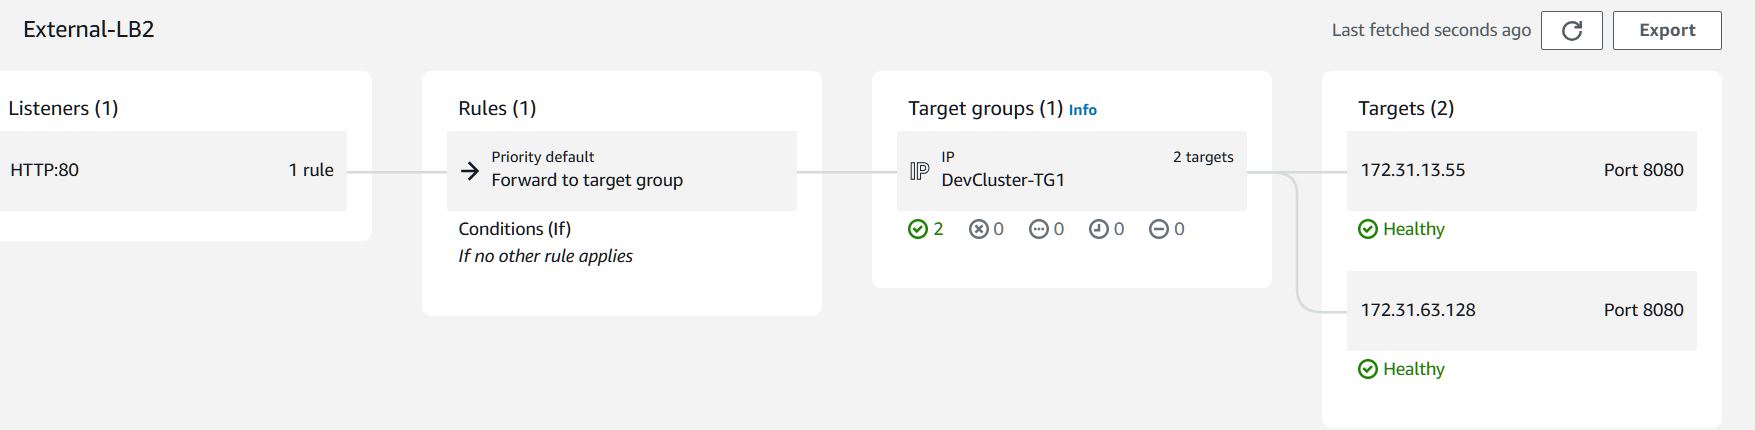 External-LB2
Last fetched seconds ago
Export
Listeners (1)
HTTP:80
1 rule
Rules (1)
Priority default
Forward to target group
Conditions (If)
If no other rule applies
Target groups (1) Info
IP
IP
2 targets
DevCluster-TG1
2 0 0 0 0
Targets (2)
172.31.13.55
Port 8080
Healthy
172.31.63.128
Port 8080
Healthy